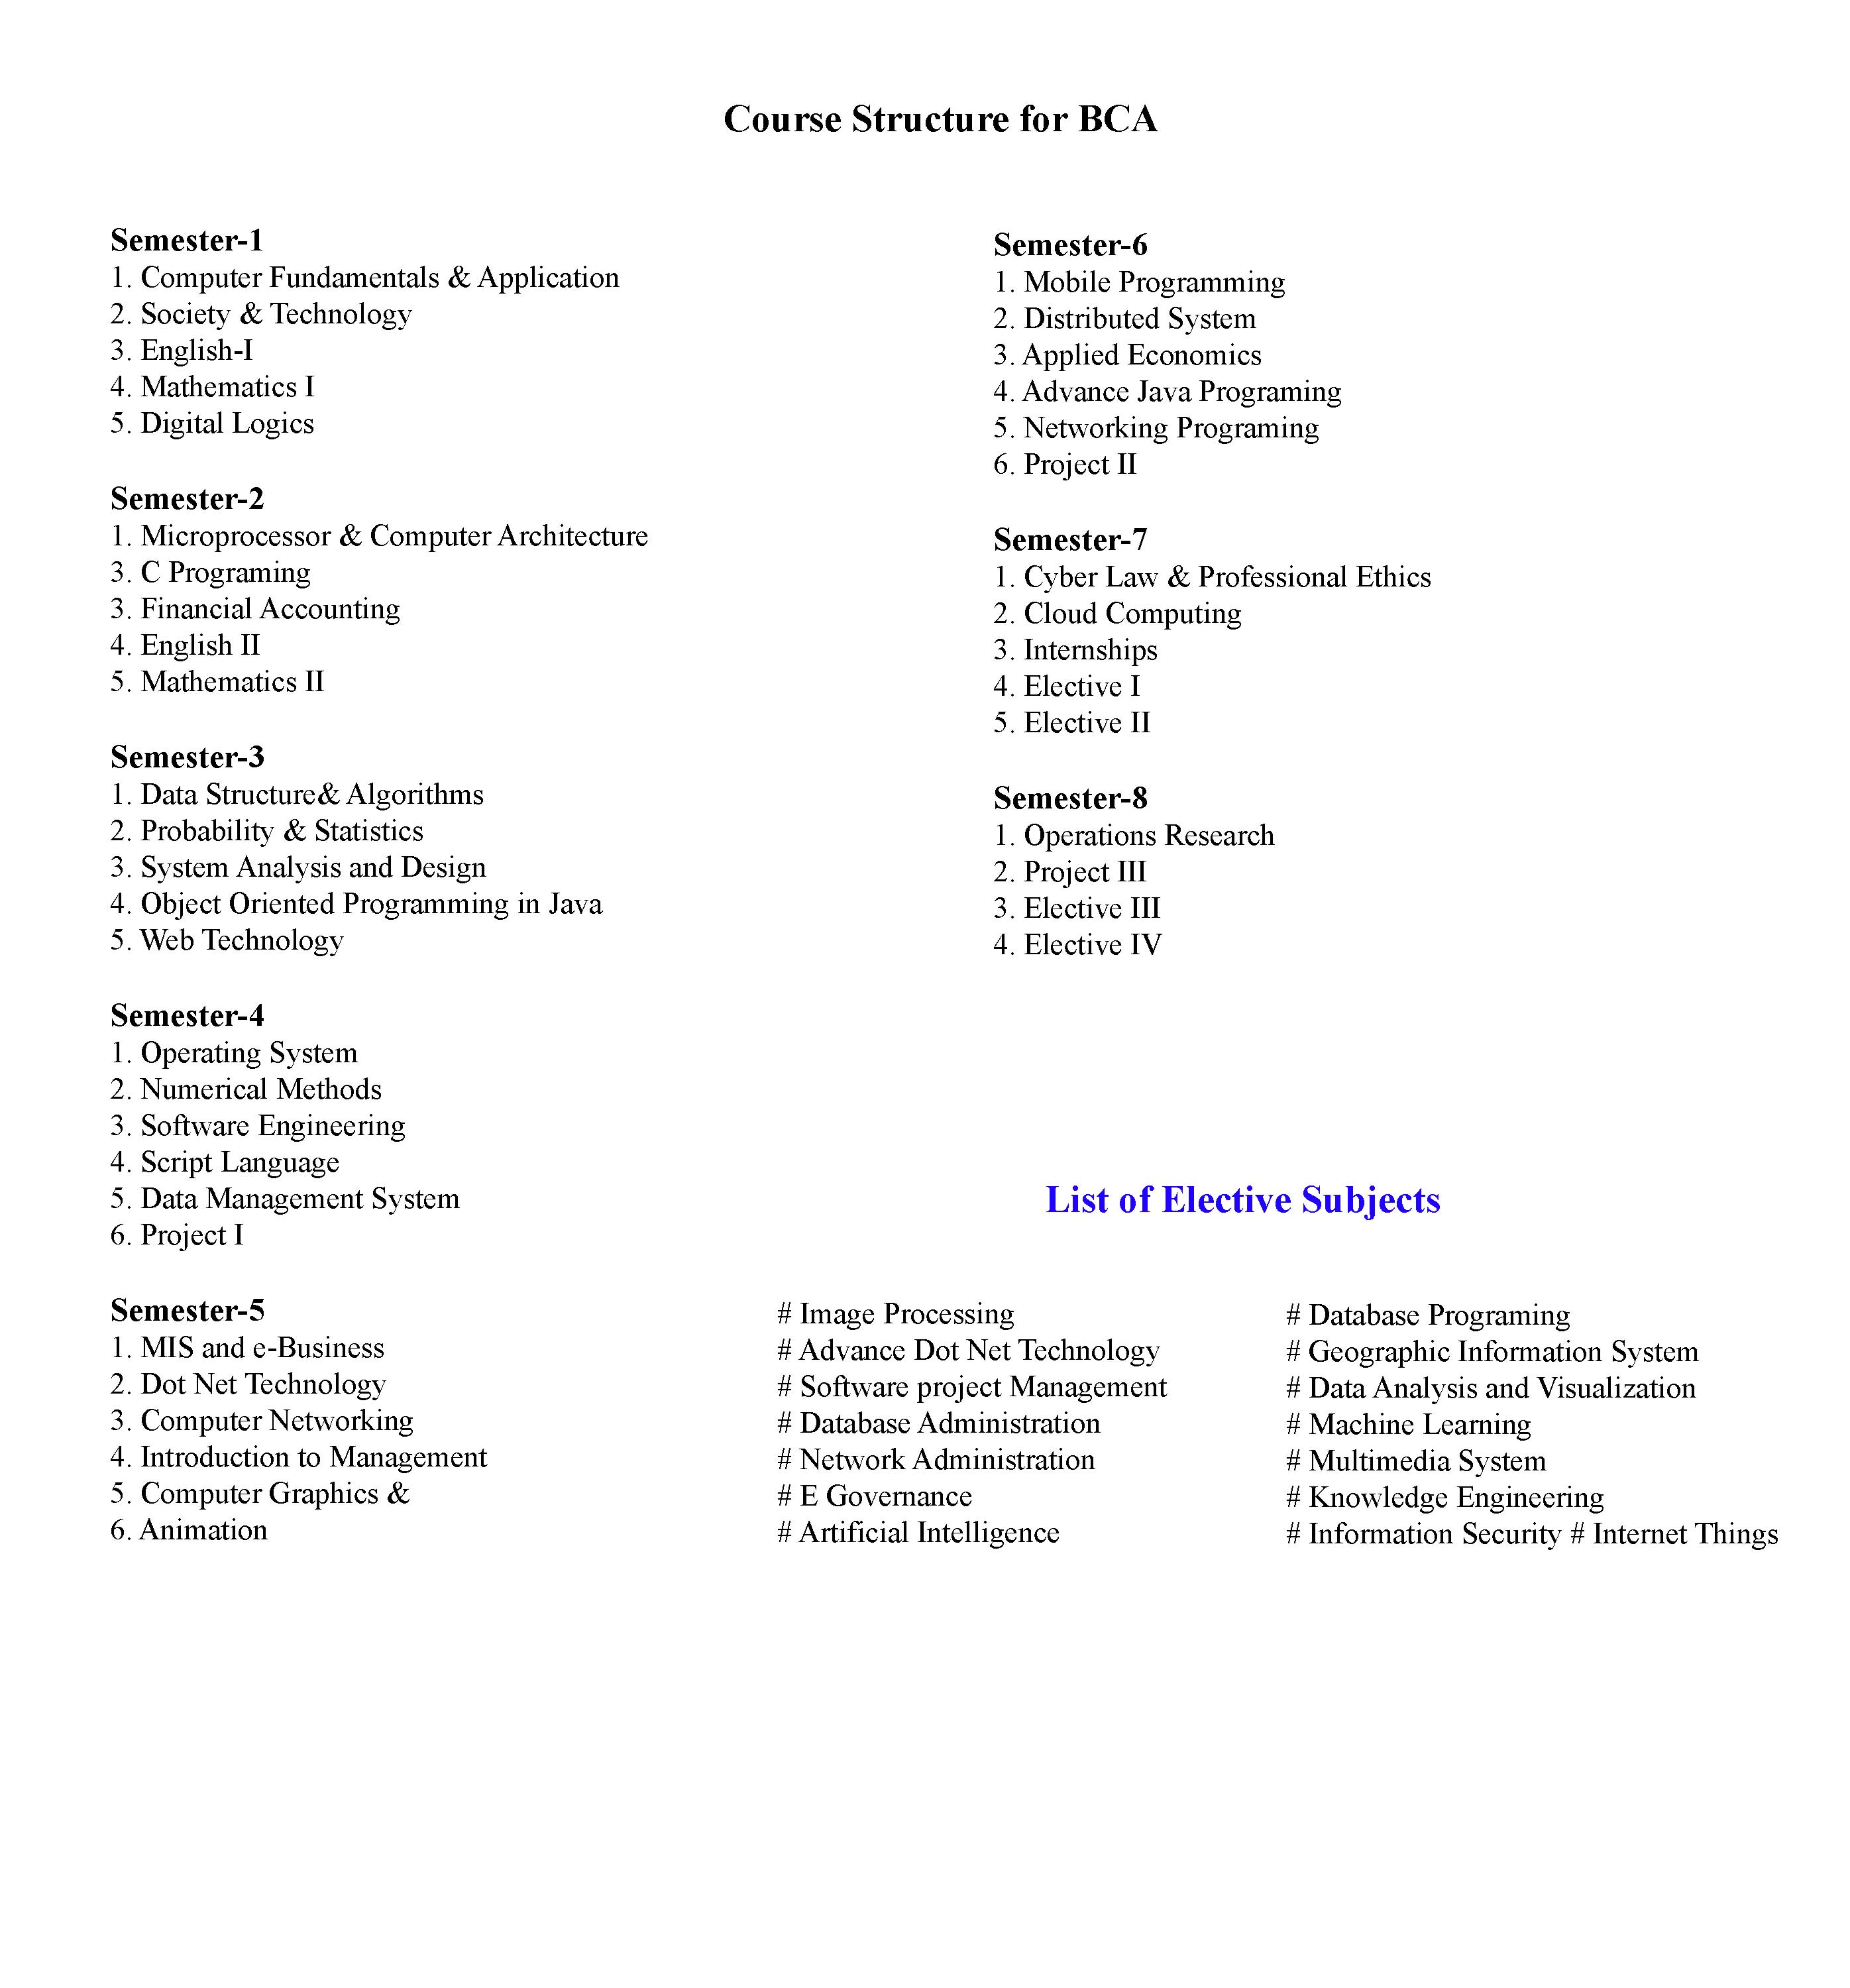 Course Structure for BCA
Semester-1
1. Computer Fundamentals & Application
2. Society & Technology
3. English-I
4. Mathematics I
5. Digital Logics
Semester-2
1. Microprocessor & Computer Architecture
3. C Programing
3. Financial Accounting
4. English II
5. Mathematics II
Semester-3
1. Data Structure& Algorithms
2. Probability & Statistics
3. System Analysis and Design
4. Object Oriented Programming in Java
5. Web Technology
Semester-4
1. Operating System
2. Numerical Methods
3. Software Engineering
4. Script Language
5. Data Management System
6. Project I
Semester-5
1. MIS and e-Business
2. Dot Net Technology
3. Computer Networking
4. Introduction to Management
5. Computer Graphics &
6. Animation
Semester-6
1. Mobile Programming
2. Distributed System
3. Applied Economics
4. Advance Java Programing
5. Networking Programing
6. Project II
Semester-7
1. Cyber Law & Professional Ethics
2. Cloud Computing
3. Internships
4. Elective I
5. Elective II
Semester-8
1. Operations Research
2. Project III
3. Elective III
4. Elective IV
List of Elective Subjects
# Image Processing
# Advance Dot Net Technology
# Software project Management
# Database Administration
# Network Administration
# E Governance
# Artificial Intelligence
# Database Programing
# Geographic Information System
# Data Analysis and Visualization
# Machine Learning
# Multimedia System
# Knowledge Engineering
# Information Security # Internet Things